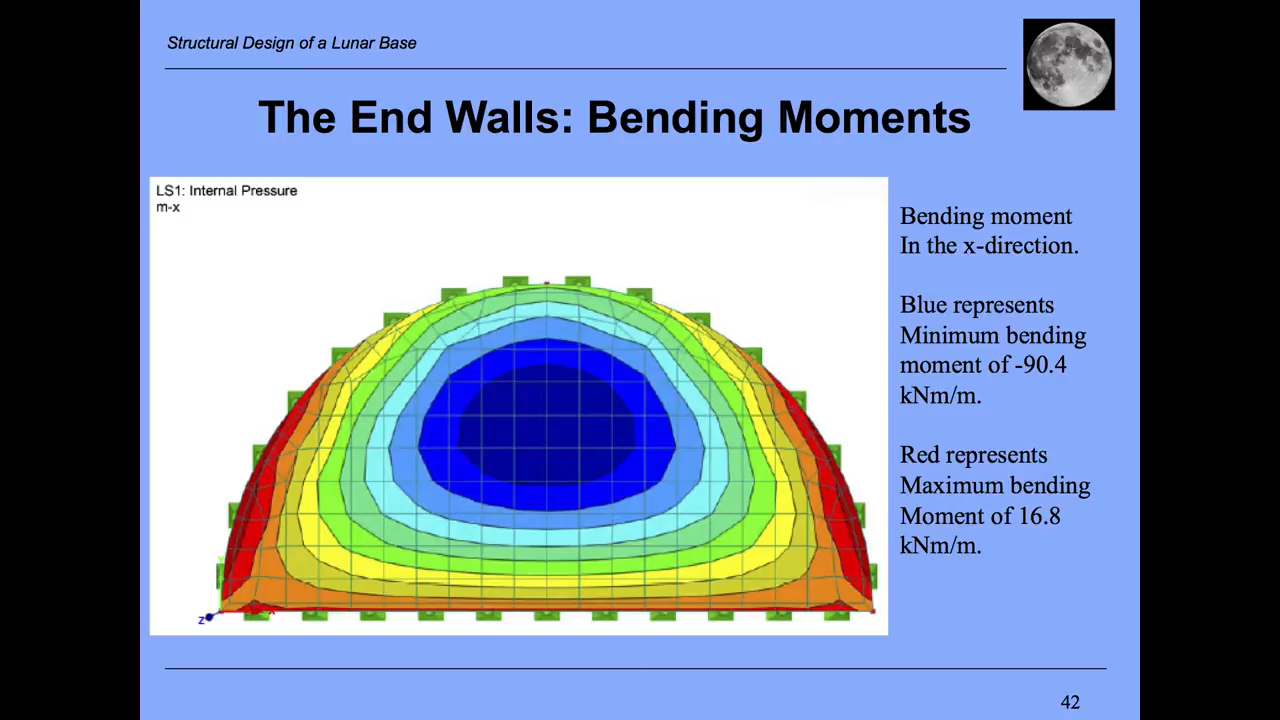 Structural Design of a Lunar Base
The End Walls: Bending Moments
LS1: Internal Pressure
m-x
Bending moment
In the x-direction.
Blue represents
Minimum bending
moment of -90.4
kNm/m.
Red represents
Maximum bending
Moment of 16.8
kNm/m.
z
x
42